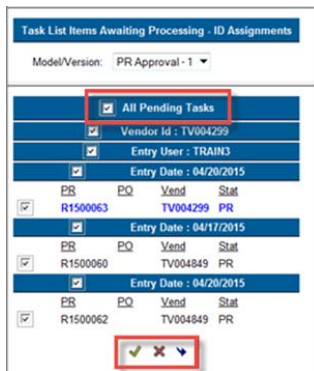 Task List Items Awaiting Processing - ID Assignments
Model/Version: PR Approval - 1
All Pending Tasks
Vendor Id : TV004299
Entry User : TRAIN3
Entry Date : 04/20/2015
PR PO Vend Stat
R1500063 TV004299 PR
Entry Date : 04/17/2015
PR PO Vend Stat
R1500060 TV004849 PR
Entry Date : 04/20/2015
PR PO Vend Stat
R1500062 TV004849 PR